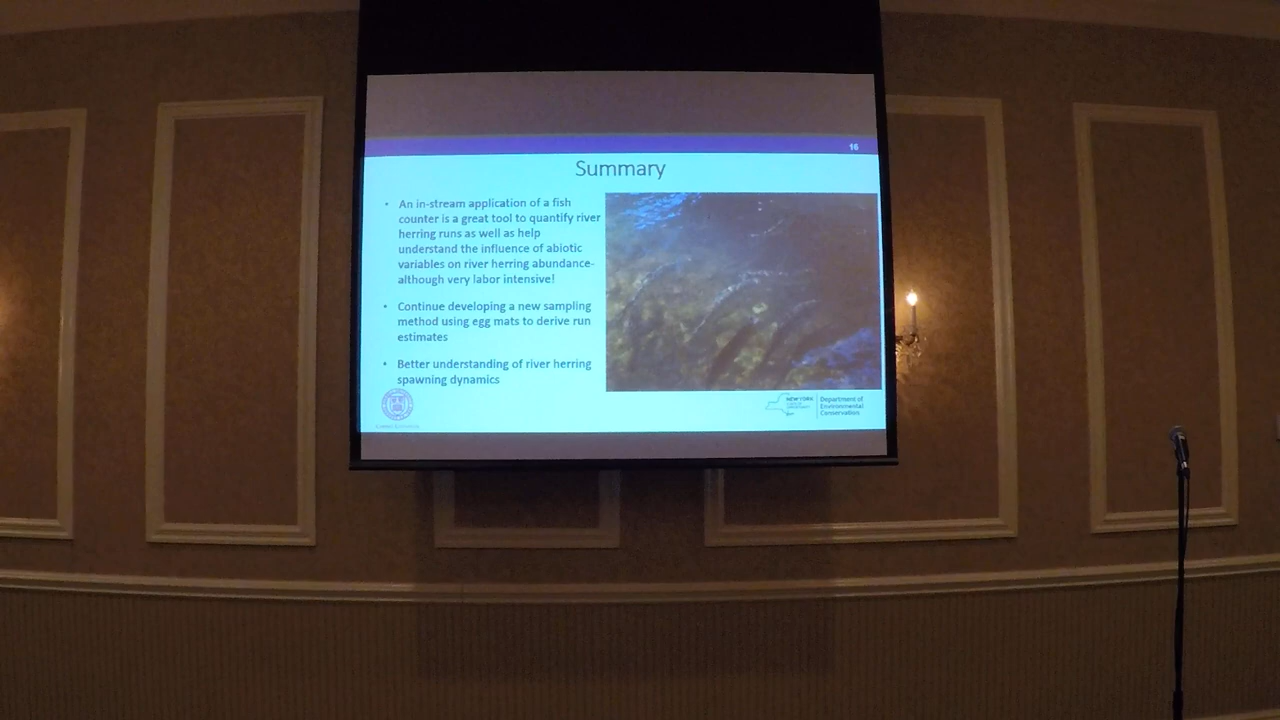 16
Summary
• An in-stream application of a fish
counter is a great tool to quantify river
herring runs as well as help
understand the influence of abiotic
variables on river herring abundance-
although very labor intensive!
• Continue developing a new sampling
method using egg mats to derive run
estimates
• Better understanding of river herring
spawning dynamics
NEW YORK
Department of
Environmental
Conservation